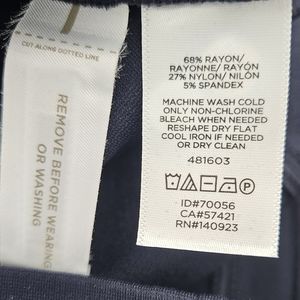 CUT ALONG DOTTED LINE
REMOVE BEFORE WEARING
OR WASHING
68% RAYON/
RAYONNE/ RAYÓN
27% NYLON/ NILÓN
5% SPANDEX
MACHINE WASH COLD
ONLY NON-CHLORINE
BLEACH WHEN NEEDED
RESHAPE DRY FLAT
COOL IRON IF NEEDED
OR DRY CLEAN
481603
ID#70056
CA#57421
RN#140923